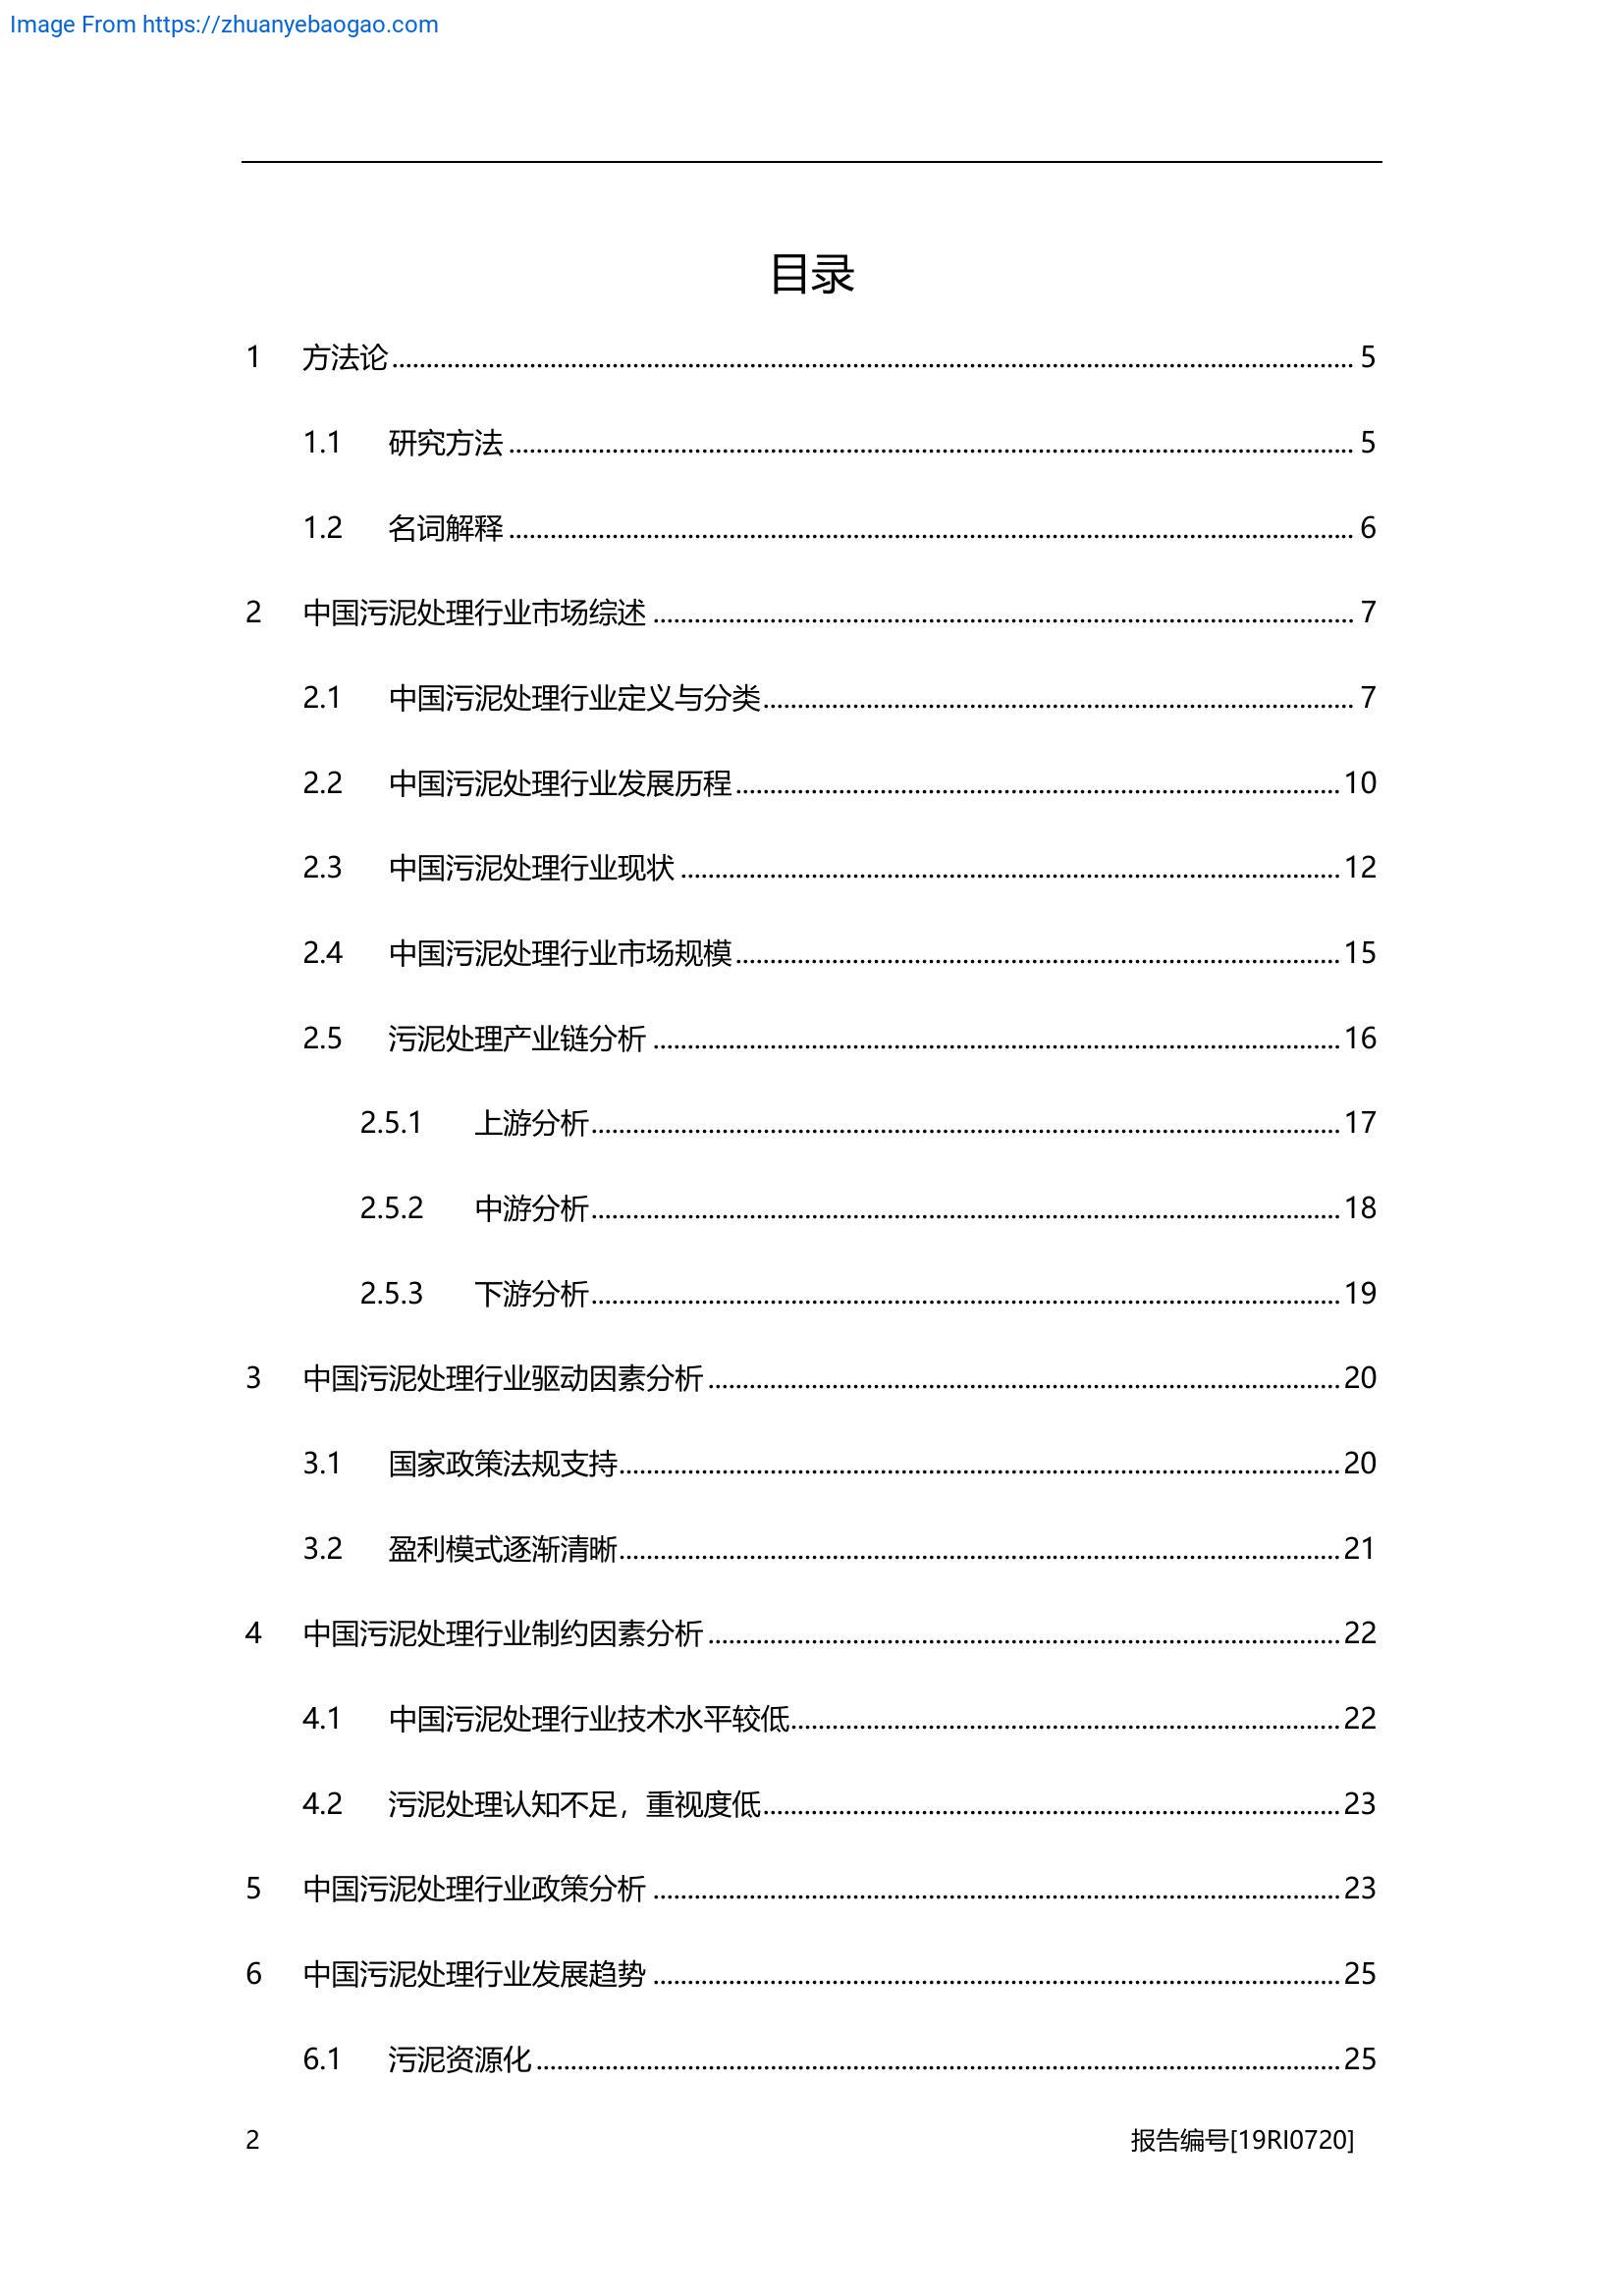 Image From https://zhuanyebaogao.com
目录
1 方法论 5
1.1 研究方法 5
1.2 名词解释 6
2 中国污泥处理行业市场综述 7
2.1 中国污泥处理行业定义与分类 7
2.2 中国污泥处理行业发展历程 10
2.3 中国污泥处理行业现状 12
2.4 中国污泥处理行业市场规模 15
2.5 污泥处理产业链分析 16
2.5.1 上游分析 17
2.5.2 中游分析 18
2.5.3 下游分析 19
3 中国污泥处理行业驱动因素分析 20
3.1 国家政策法规支持 20
3.2 盈利模式逐渐清晰 21
4 中国污泥处理行业制约因素分析 22
4.1 中国污泥处理行业技术水平较低 22
4.2 污泥处理认知不足，重视度低 23
5 中国污泥处理行业政策分析 23
6 中国污泥处理行业发展趋势 25
6.1 污泥资源化 25
2 报告编号[19RI0720]